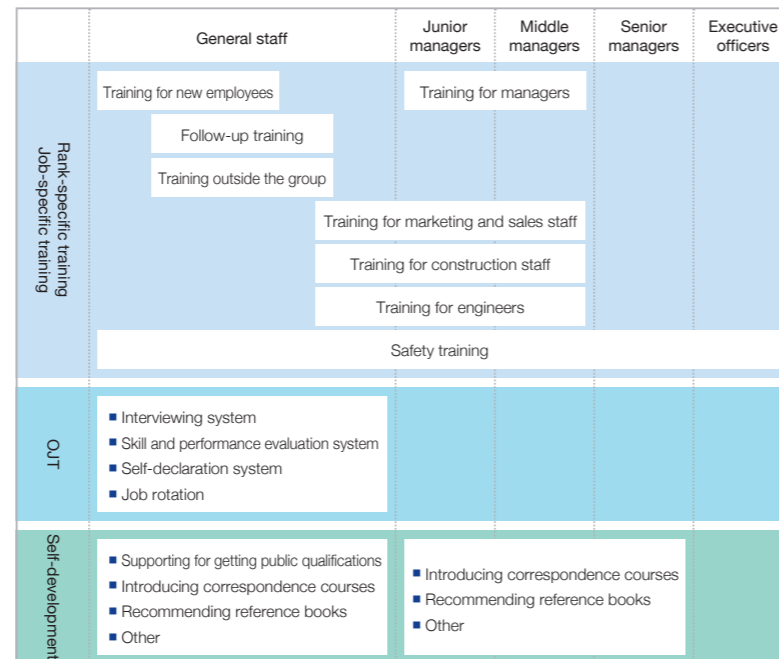 General staff
Junior
managers
Middle
managers
Senior
managers
Executive
officers
Rank-specific training
Job-specific training
Training for new employees
Training for managers
Follow-up training
Training outside the group
Training for marketing and sales staff
Training for construction staff
Training for engineers
Safety training
OJT
■ Interviewing system
■ Skill and performance evaluation system
■ Self-declaration system
■ Job rotation
Self-development
■ Supporting for getting public qualifications
■ Introducing correspondence courses
■ Recommending reference books
■ Other
■ Introducing correspondence courses
■ Recommending reference books
■ Other